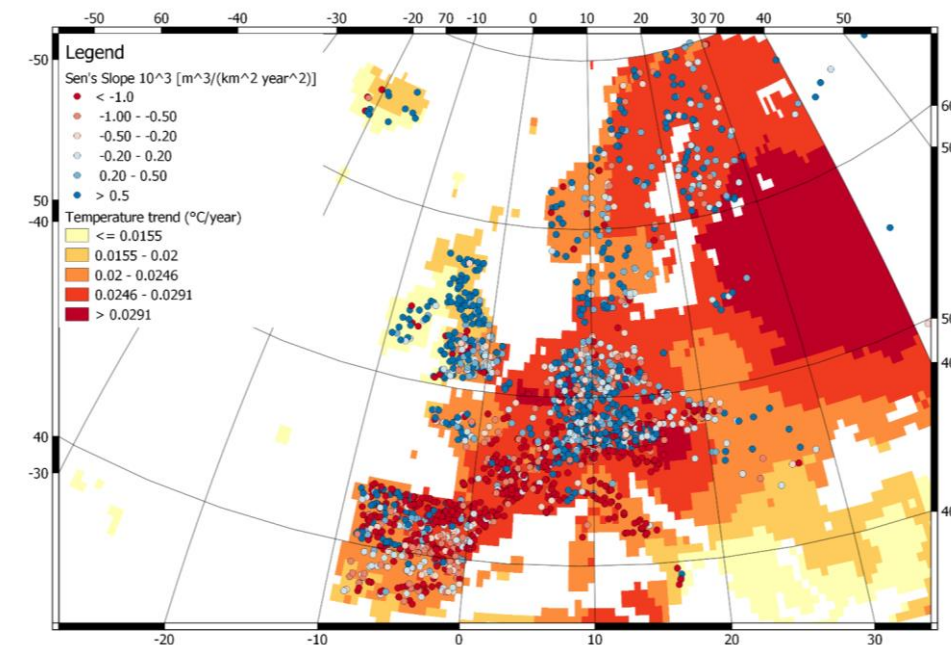 -50 -60 -40 -30 -20 70 -10 0 10 20 30 70 40 50
Legend
Sen's Slope 10^3 [m^3/(km^2 year^2)]
< -1.0
-1.00 - -0.50
-0.50 - -0.20
-0.20 - 0.20
0.20 - 0.50
> 0.5
Temperature trend (°C/year)
<= 0.0155
0.0155 - 0.02
0.02 - 0.0246
0.0246 - 0.0291
> 0.0291
-50
50
-40
40
-30
60
50
50
40
40
-20 -10 0 10 20 30